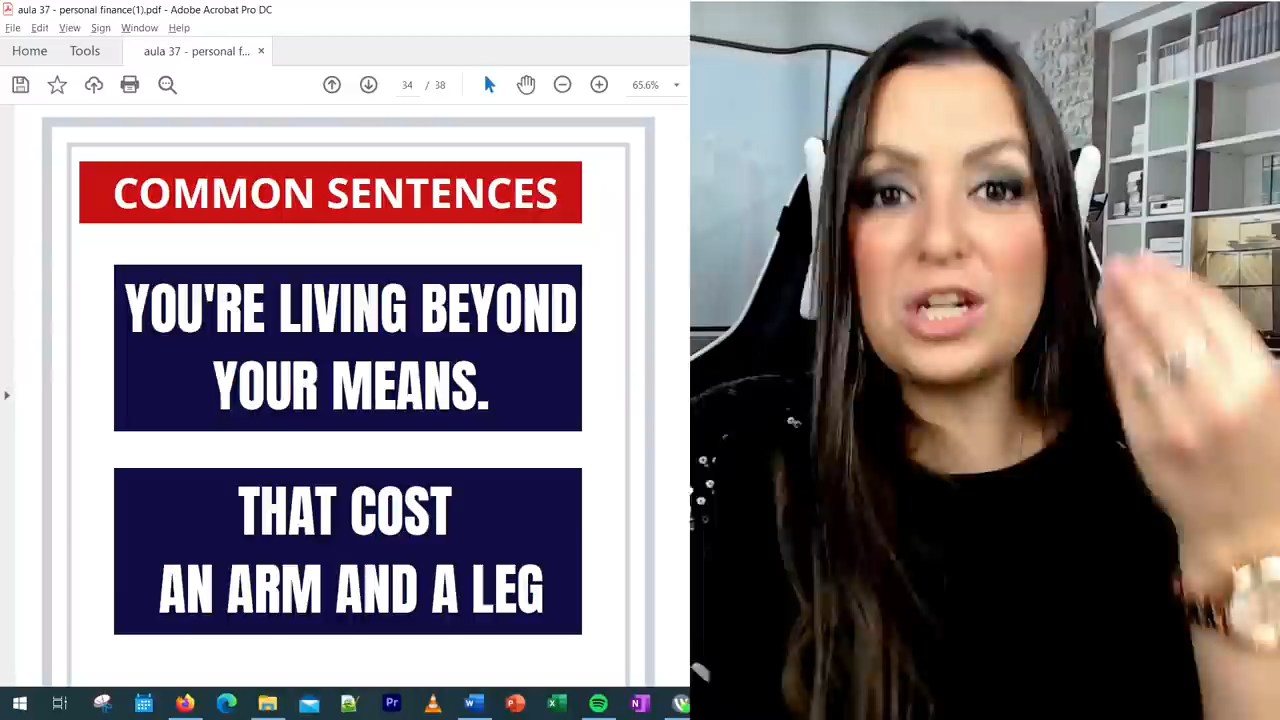 aula 37 - personal finance(1).pdf - Adobe Acrobat Pro DC
File Edit View Sign Window Help
Home Tools aula 37 - personal f... ×
34 / 38 65.6%
COMMON SENTENCES
YOU'RE LIVING BEYOND
YOUR MEANS.
THAT COST
AN ARM AND A LEG